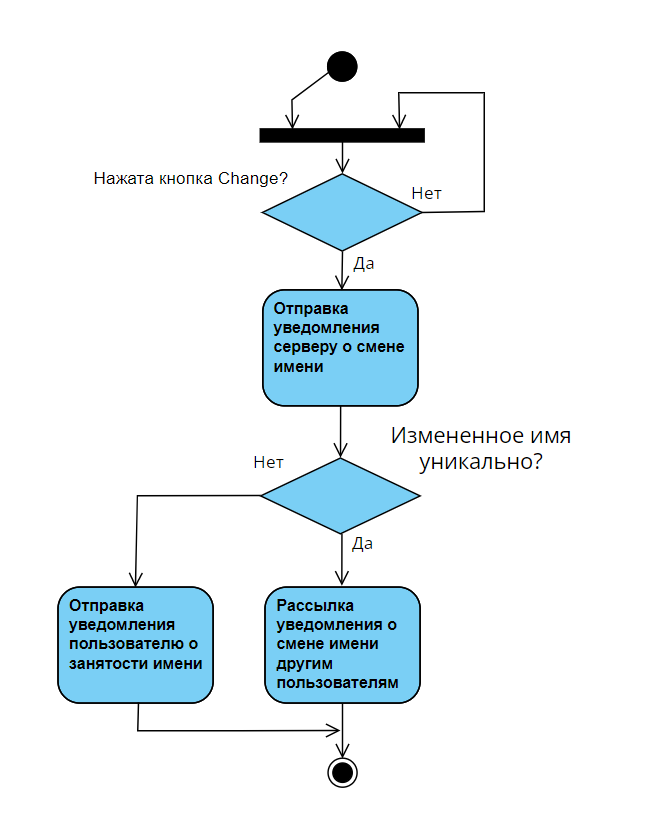 Нажата кнопка Change?
Нет
Да
Отправка
уведомления
серверу о смене
имени
Измененное имя
уникально?
Нет
Да
Отправка
уведомления
пользователю о
занятости имени
Рассылка
уведомления о
смене имени
другим
пользователям